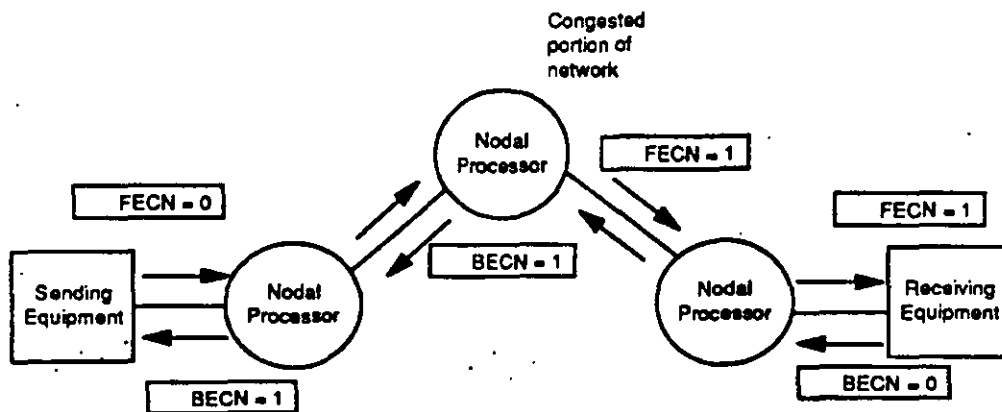 Congested
portion of
network
Nodal
Processor
FECN = 1
FECN = 0
FECN = 1
BECN = 1
Sending
Equipment
Nodal
Processor
Nodal
Processor
Receiving
Equipment
BECN = 1
BECN = 0